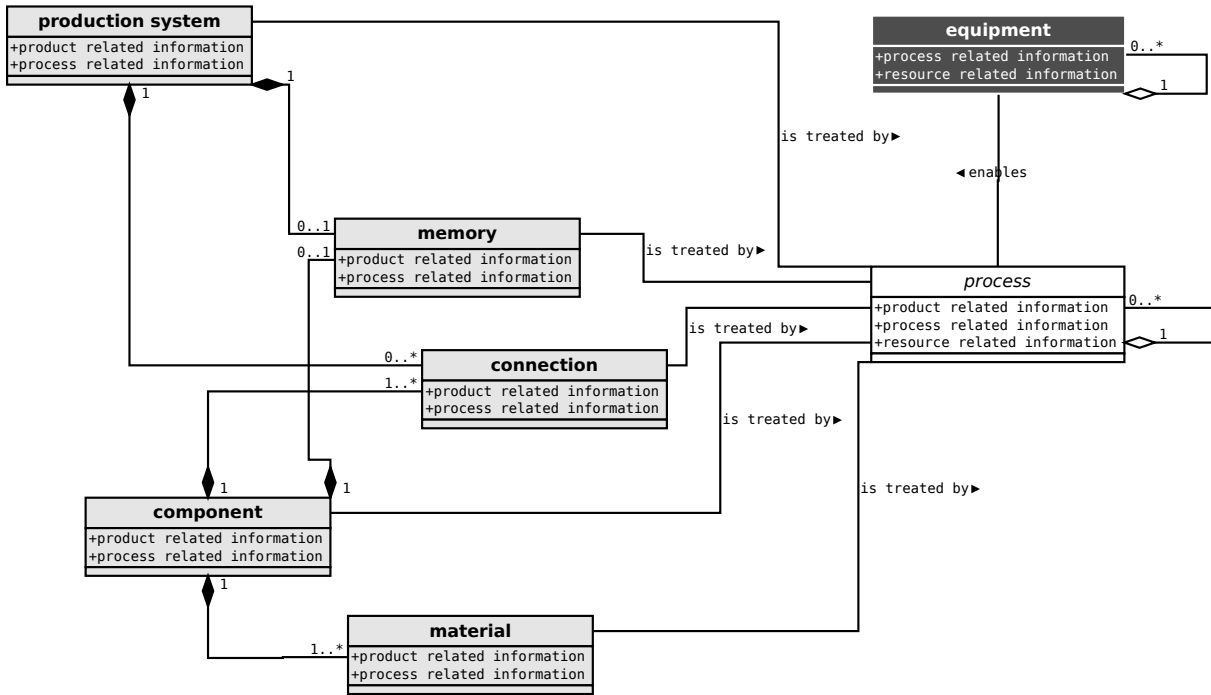 production system
+product related information
+process related information
1
1
equipment
+process related information
+resource related information
0..*
1
is treated by►
◄enables
0..1
0..1
memory
+product related information
+process related information
is treated by►
process
+product related information
+process related information
+resource related information
0..*
1
is treated by►
0..*
1..*
connection
+product related information
+process related information
is treated by►
is treated by►
1
1
component
+product related information
+process related information
1
1..*
material
+product related information
+process related information